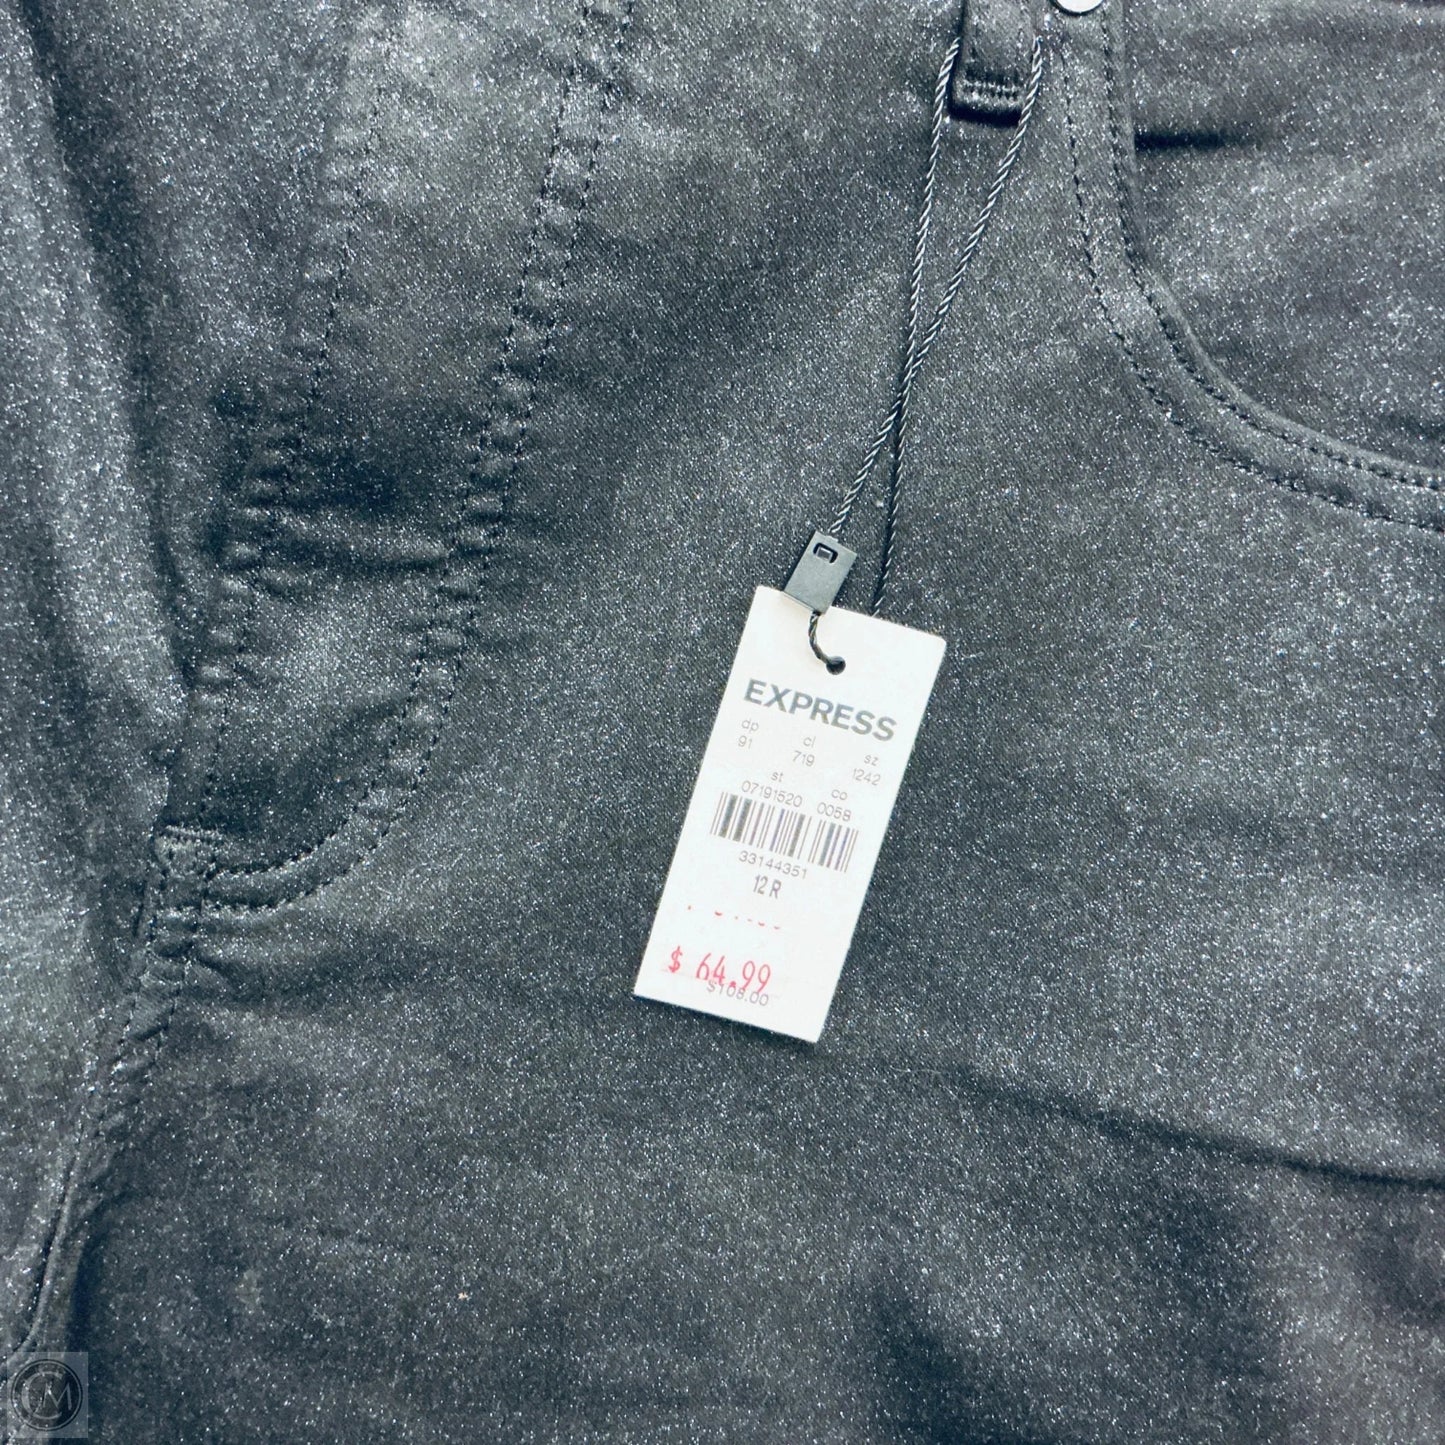 EXPRESS
dp cl sz
91 719 1242
st co
07191520 0058
33144351
12 R
$ 64.99
$108.00